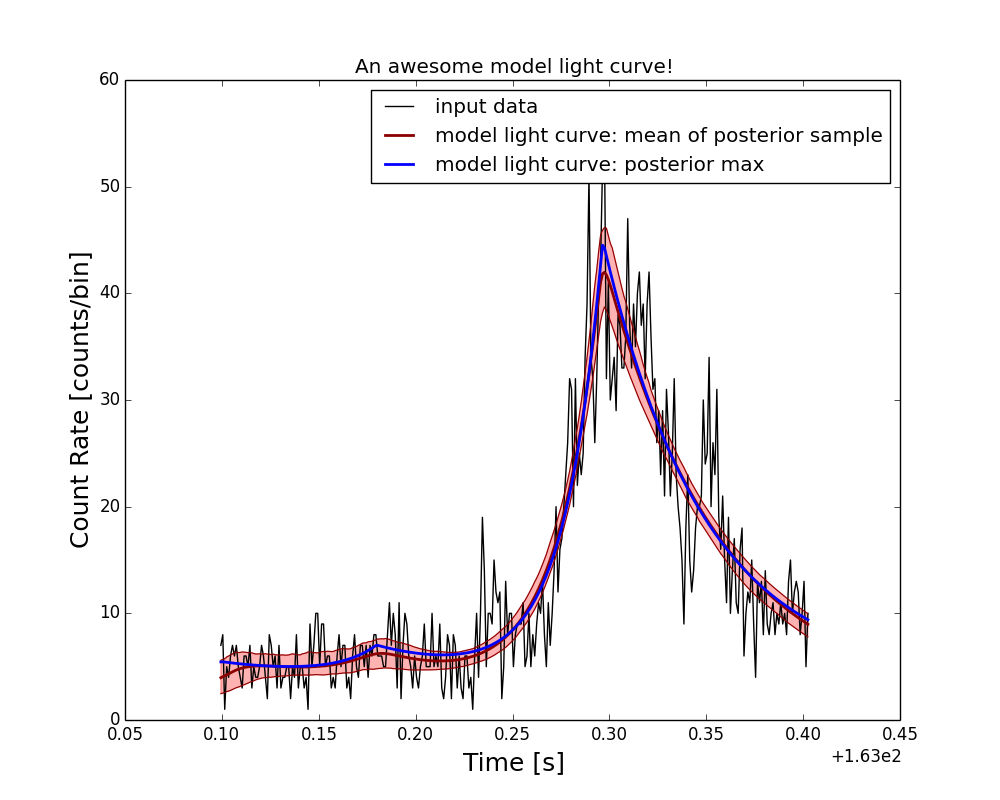 An awesome model light curve!
60
50
40
30
20
10
0
Count Rate [counts/bin]
input data
model light curve: mean of posterior sample
model light curve: posterior max
0.05 0.10 0.15 0.20 0.25 0.30 0.35 0.40 0.45
+1.63e2
Time [s]